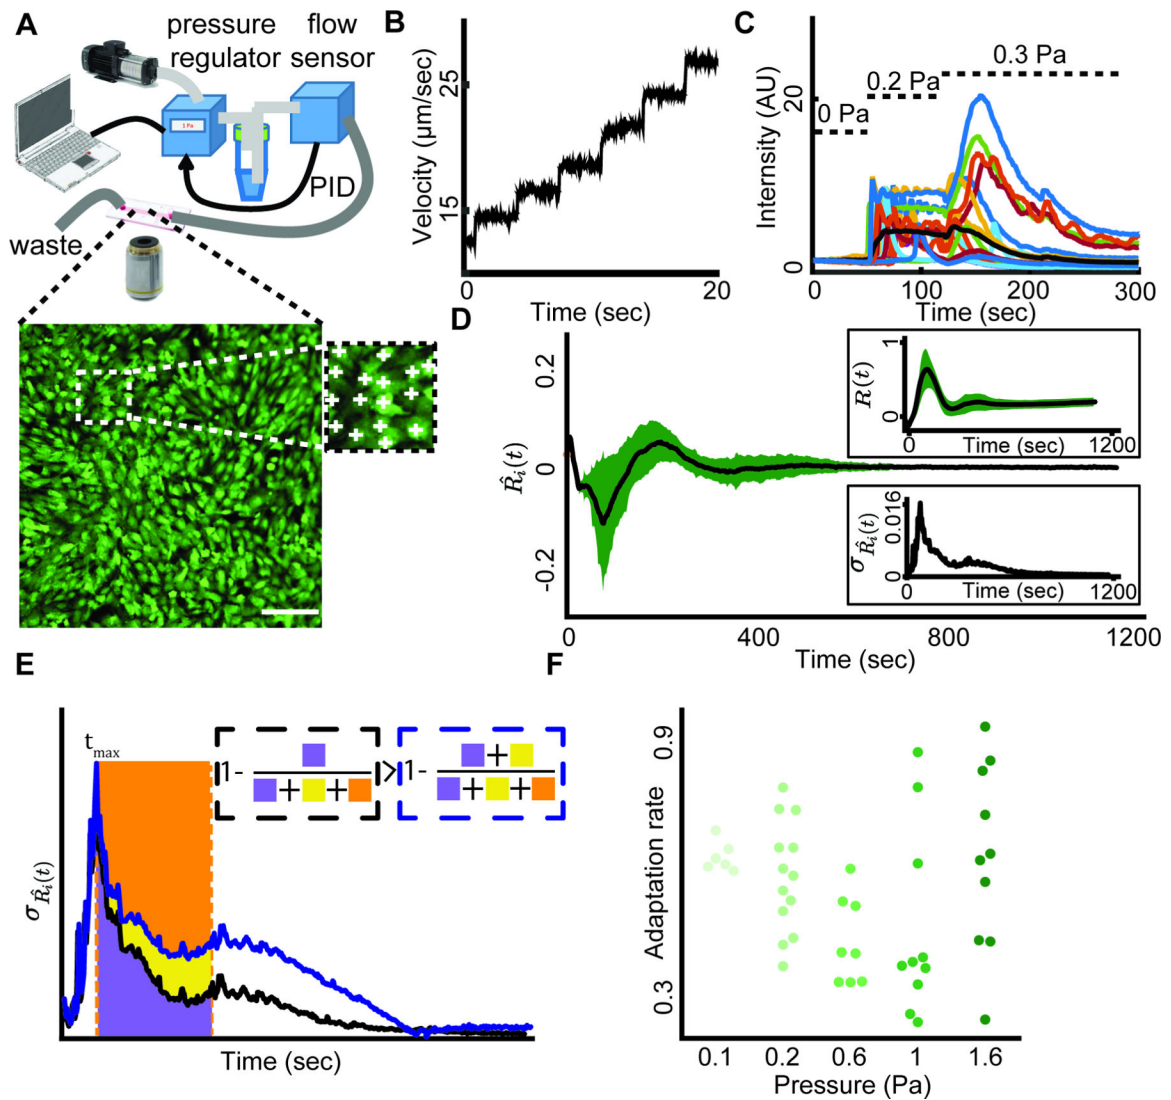 A
pressure
regulator
flow
sensor
1 Pa
PID
waste
B
Velocity (µm/sec)
25
15
0
20
Time (sec)
C
Internsity (AU)
20
0
0 Pa
0.2 Pa
0.3 Pa
0
100
200
300
Time (sec)
D
R̂ᵢ(t)
0.2
0
-0.2
0
400
800
1200
Time (sec)
R(t)
1
0
0
1200
Time (sec)
σ R̂ᵢ(t)
0.016
0
0
1200
Time (sec)
E
σ R̂ᵢ(t)
t max
1- + + > 1- + + +
Time (sec)
F
Adaptation rate
0.9
0.3
0.1 0.2 0.6 1 1.6
Pressure (Pa)